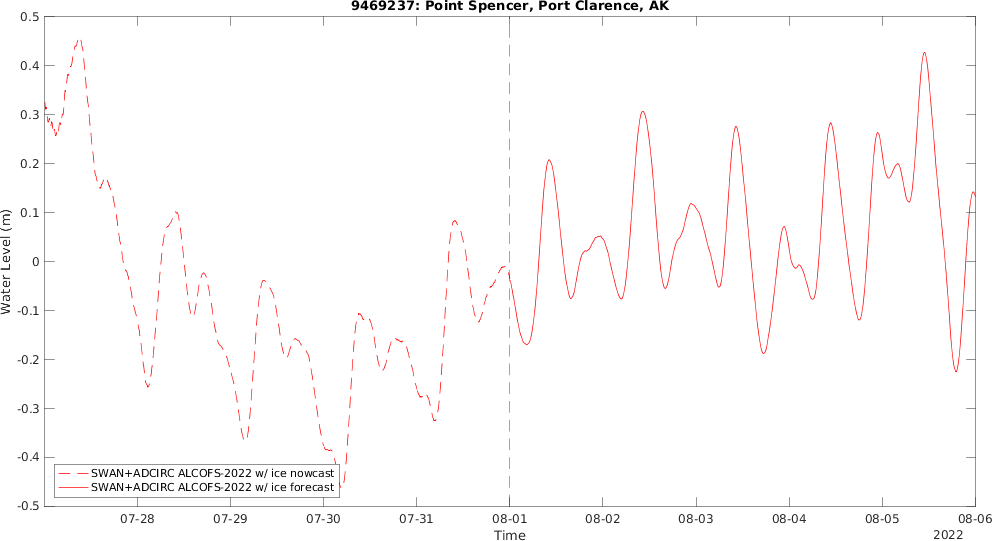 9469237: Point Spencer, Port Clarence, AK
0.5
0.4
0.3
0.2
0.1
0
-0.1
-0.2
-0.3
-0.4
-0.5
Water Level (m)
SWAN+ADCIRC ALCOFS-2022 w/ ice nowcast
SWAN+ADCIRC ALCOFS-2022 w/ ice forecast
07-28 07-29 07-30 07-31 08-01 08-02 08-03 08-04 08-05 08-06
Time
2022